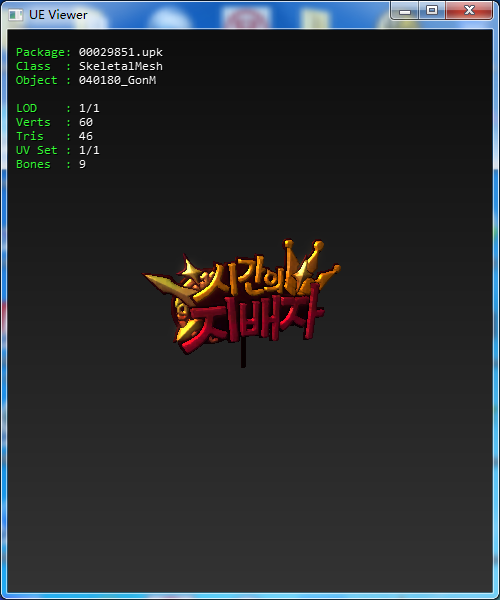 UE Viewer
Package: 00029851.upk
Class : SkeletalMesh
Object : 040180_GonM
LOD : 1/1
Verts : 60
Tris : 46
UV Set : 1/1
Bones : 9
시간의
지배자